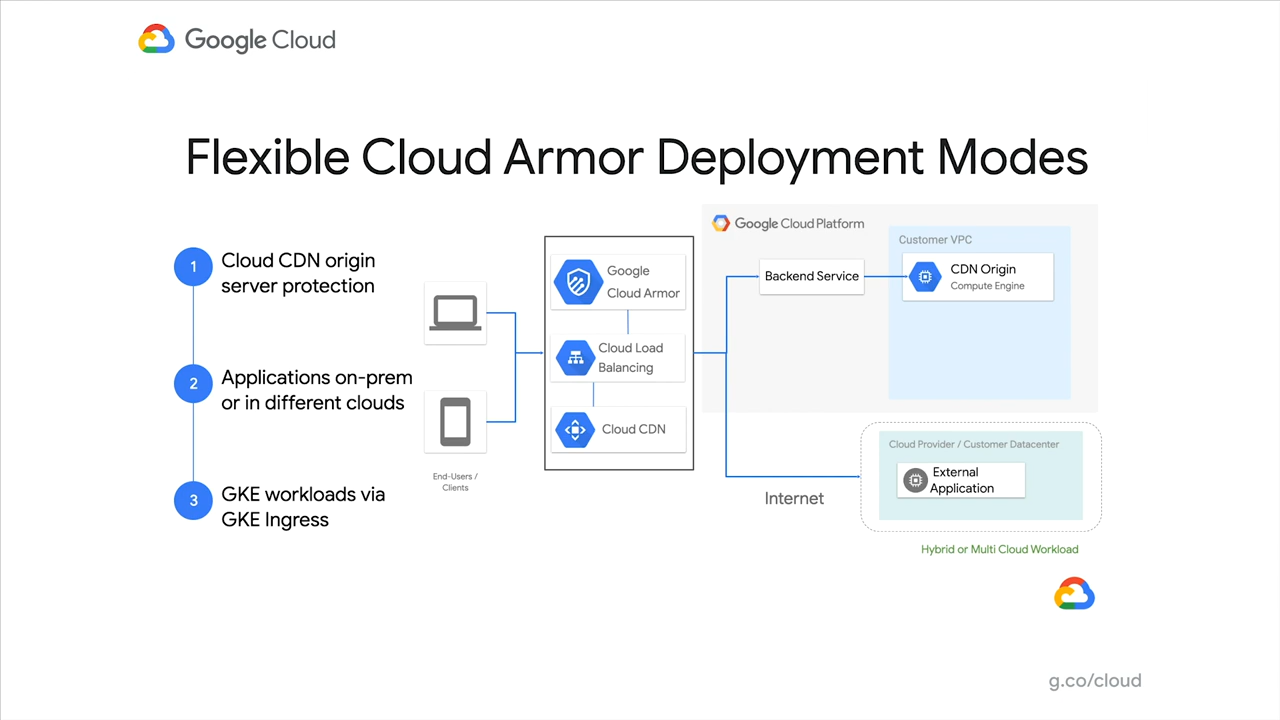 Google Cloud
Flexible Cloud Armor Deployment Modes
1
Cloud CDN origin
server protection
2
Applications on-prem
or in different clouds
3
GKE workloads via
GKE Ingress
End-Users /
Clients
Google
Cloud Armor
Cloud Load
Balancing
Cloud CDN
Google Cloud Platform
Backend Service
Customer VPC
CDN Origin
Compute Engine
Internet
Cloud Provider / Customer Datacenter
External
Application
Hybrid or Multi Cloud Workload
g.co/cloud